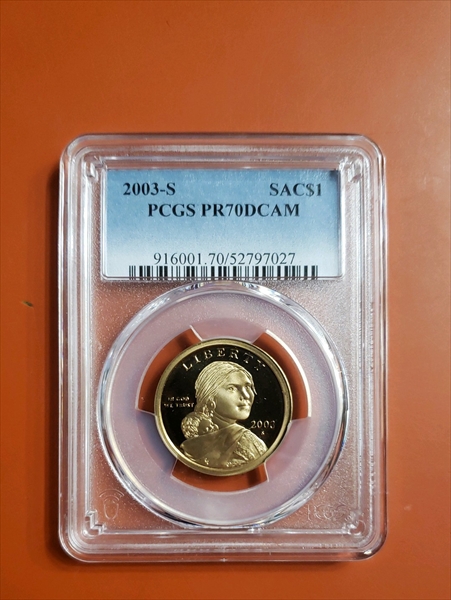 2003-S SAC$1
PCGS PR70DCAM
916001.70/52797027
LIBERTY
IN GOD
WE TRUST
2003
S